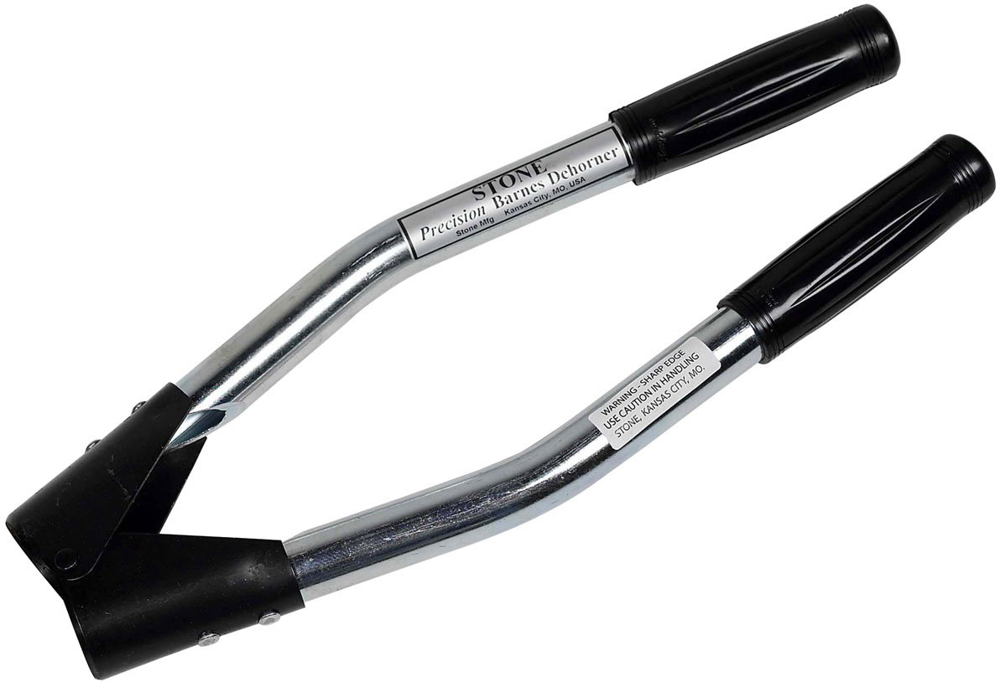 STONE
Precision Barnes Dehorner
Stone Mfg Kansas City, MO. USA
WARNING - SHARP EDGE
USE CAUTION IN HANDLING
STONE, KANSAS CITY, MO.